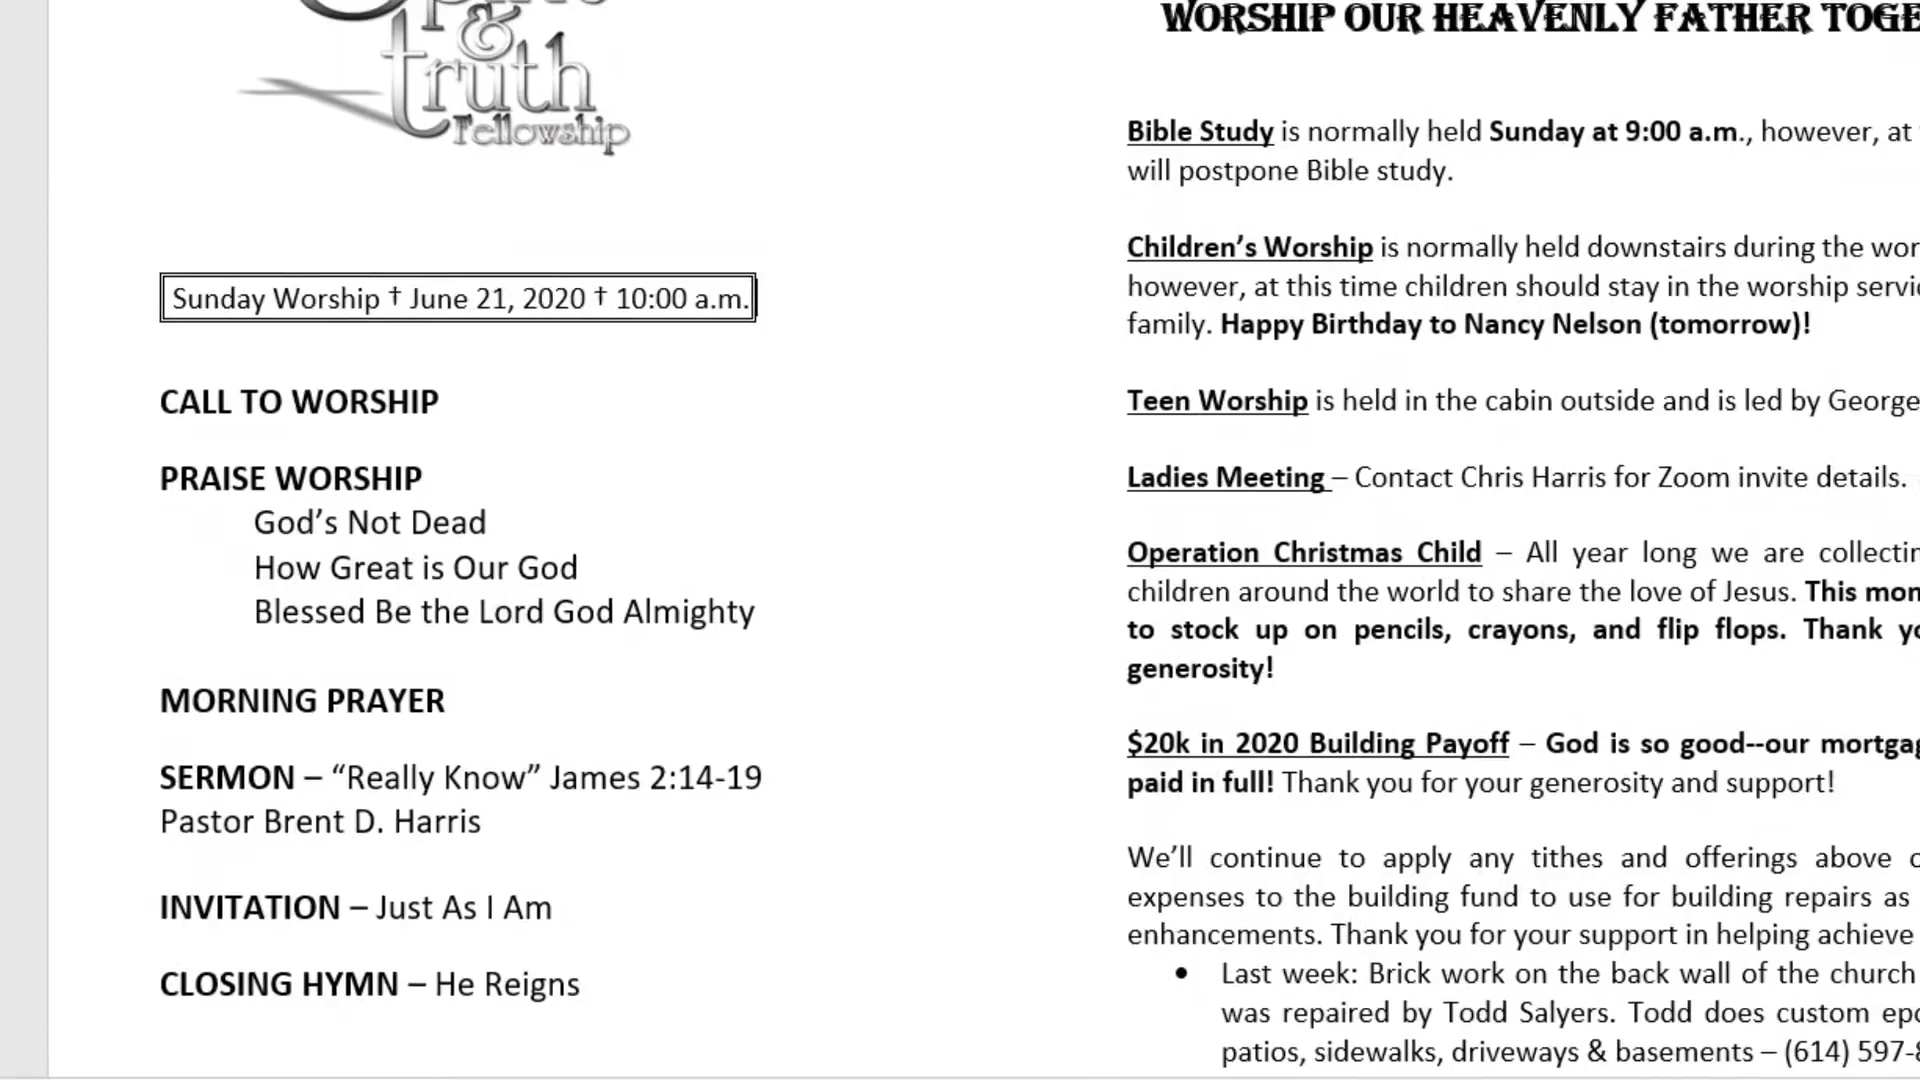 &
truth
Fellowship
Sunday Worship † June 21, 2020 † 10:00 a.m.
CALL TO WORSHIP
PRAISE WORSHIP
God’s Not Dead
How Great is Our God
Blessed Be the Lord God Almighty
MORNING PRAYER
SERMON – “Really Know” James 2:14-19
Pastor Brent D. Harris
INVITATION – Just As I Am
CLOSING HYMN – He Reigns
WORSHIP OUR HEAVENLY FATHER
Bible Study is normally held Sunday at 9:00 a.m., however, at
will postpone Bible study.
Children’s Worship is normally held downstairs during the
however, at this time children should stay in the worship
family. Happy Birthday to Nancy Nelson (tomorrow)!
Teen Worship is held in the cabin outside and is led by George
Ladies Meeting – Contact Chris Harris for Zoom invite details.
Operation Christmas Child – All year long we are
children around the world to share the love of Jesus. This
to stock up on pencils, crayons, and flip flops. Thank
generosity!
$20k in 2020 Building Payoff – God is so good--our
paid in full! Thank you for your generosity and support!
We’ll continue to apply any tithes and offerings above
expenses to the building fund to use for building repairs as
enhancements. Thank you for your support in helping achieve
• Last week: Brick work on the back wall of the church
was repaired by Todd Salyers. Todd does custom
patios, sidewalks, driveways & basements – (614)